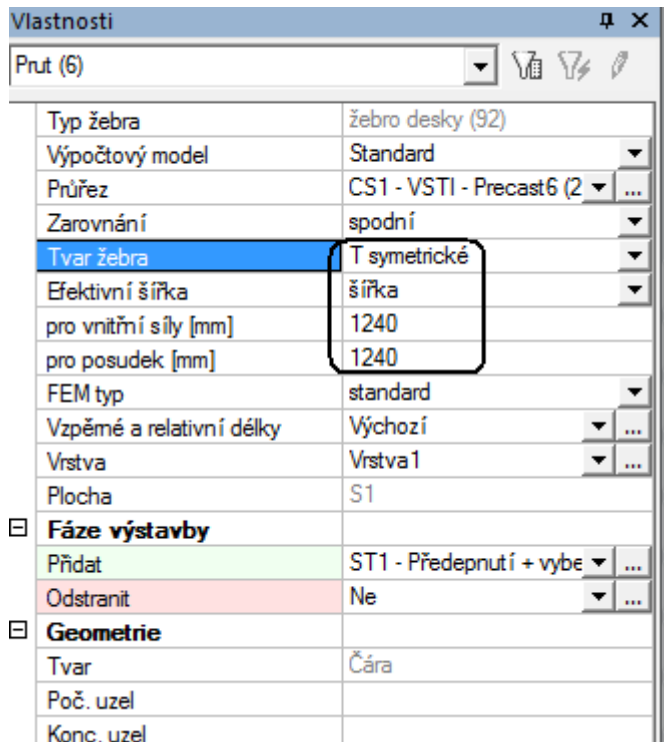 Vlastnosti
Prut (6)
Typ žebra žebro desky (92)
Výpočtový model Standard
Průřez CS1 - VSTI - Precast6 (2 ...
Zarovnání spodní
Tvar žebra T symetrické
Efektivní šířka šířka
pro vnitřní síly [mm] 1240
pro posudek [mm] 1240
FEM typ standard
Vzpěrné a relativní délky Výchozí ...
Vrstva Vrstva1 ...
Plocha S1
Fáze výstavby
Přidat ST1 - Předepnutí + vybe ...
Odstranit Ne ...
Geometrie
Tvar Čára
Poč. uzel
Konc. uzel